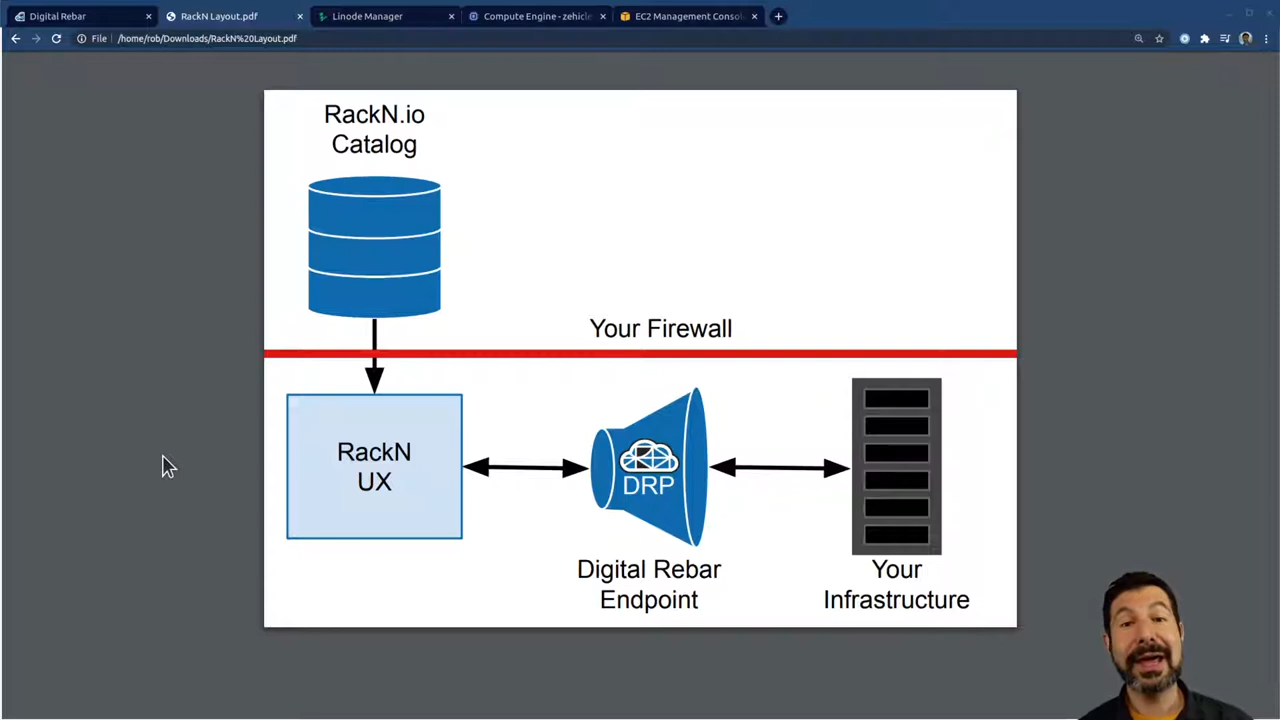 Digital Rebar
RackN Layout.pdf
Linode Manager
Compute Engine - zehicle
EC2 Management Consol
File
/home/rob/Downloads/RackN%20Layout.pdf
RackN.io
Catalog
Your Firewall
RackN
UX
DRP
Digital Rebar
Endpoint
Your
Infrastructure